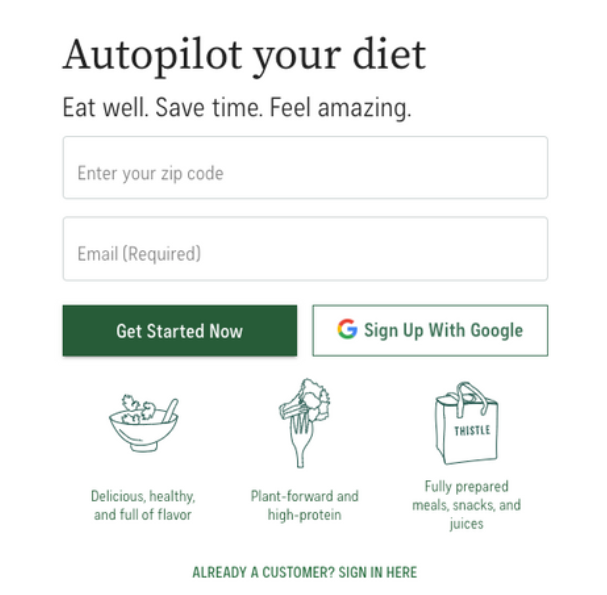 Autopilot your diet
Eat well. Save time. Feel amazing.
Enter your zip code
Email (Required)
Get Started Now
Sign Up With Google
THISTLE
Delicious, healthy,
and full of flavor
Plant-forward and
high-protein
Fully prepared
meals, snacks, and
juices
ALREADY A CUSTOMER? SIGN IN HERE